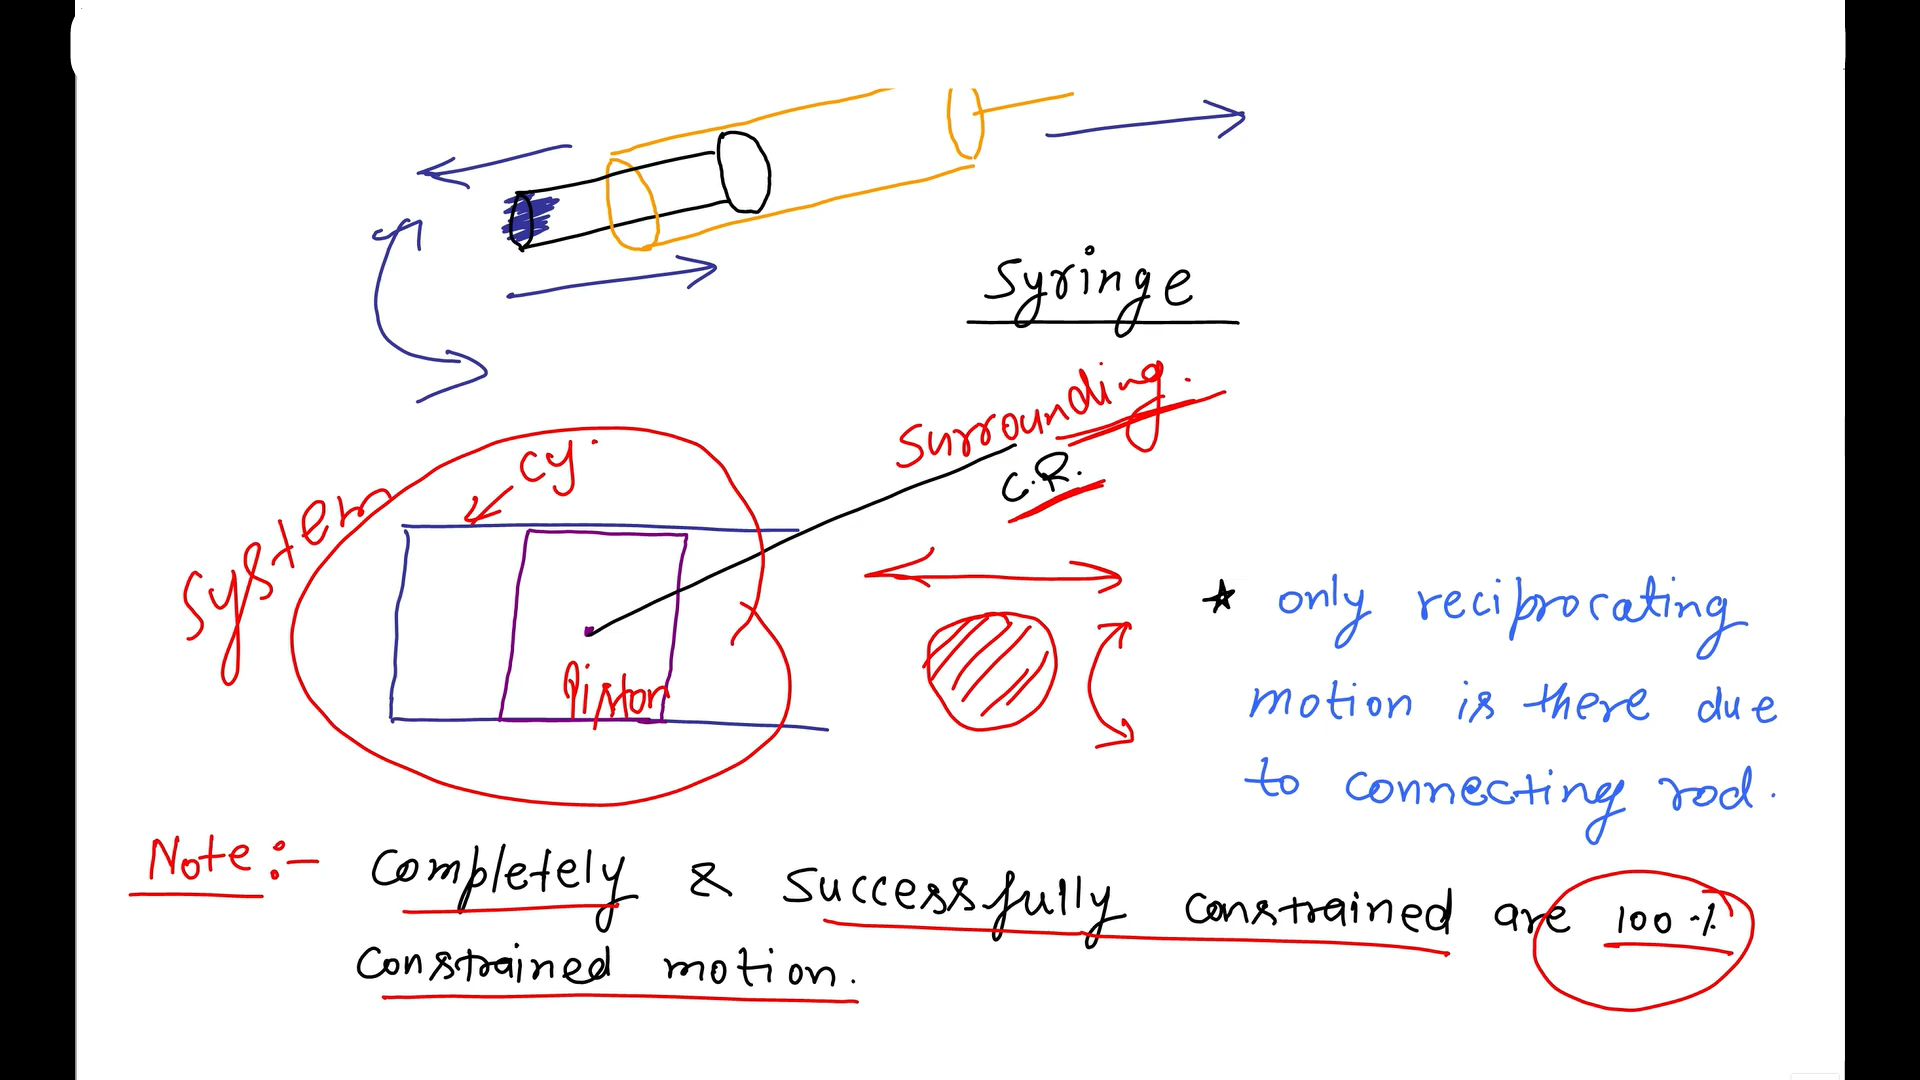 Syringe
Surrounding.
C.R.
cy.
System
Piston
★ only reciprocating
motion is there due
to connecting rod.
Note:- Completely & Successfully constrained are 100 %
constrained motion.